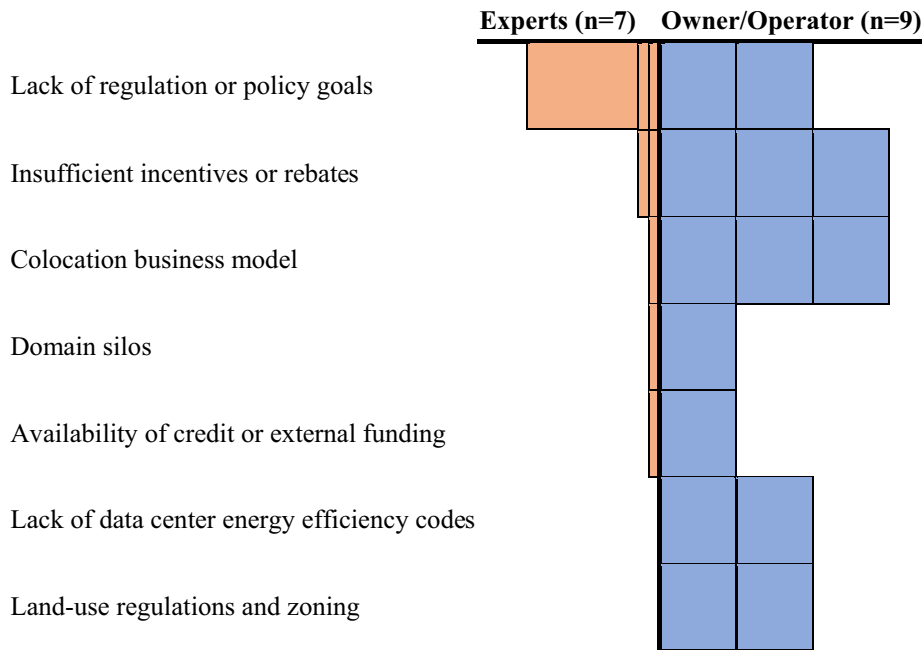 Experts (n=7) Owner/Operator (n=9)
Lack of regulation or policy goals
Insufficient incentives or rebates
Colocation business model
Domain silos
Availability of credit or external funding
Lack of data center energy efficiency codes
Land-use regulations and zoning